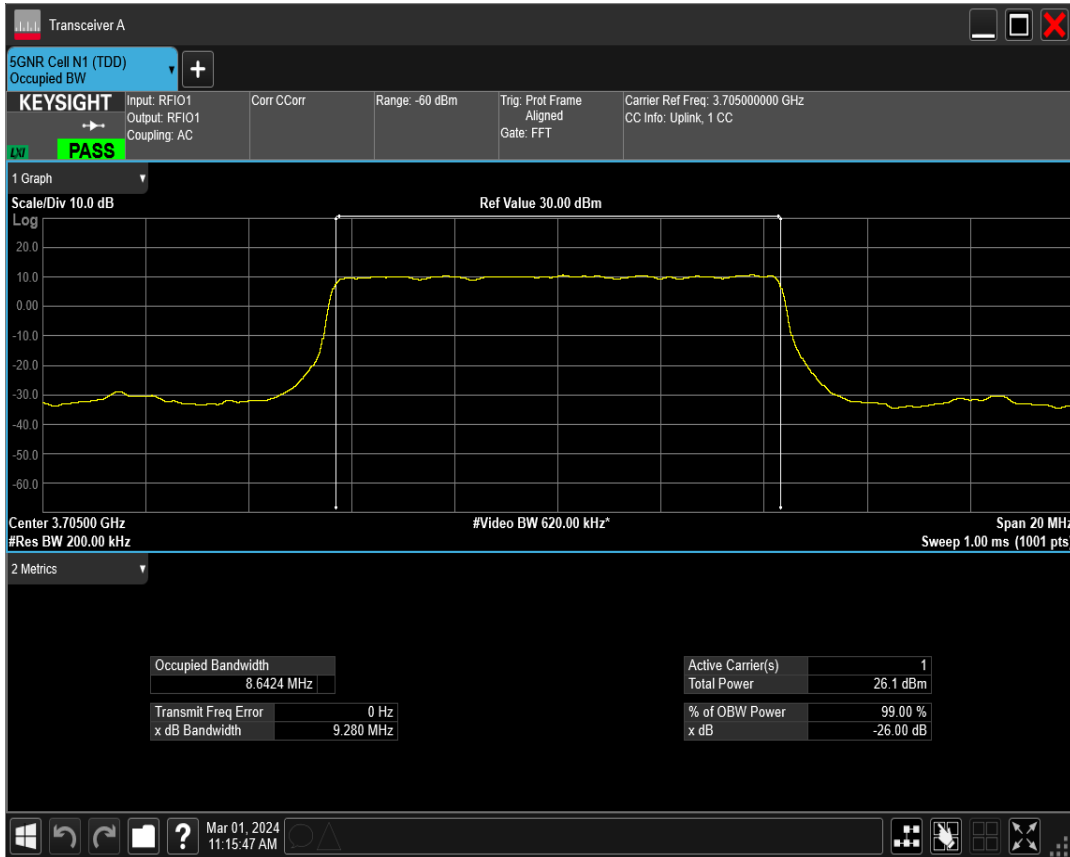 Transceiver A
5GNR Cell N1 (TDD)
Occupied BW
+
KEYSIGHT
LXI
PASS
Input: RFIO1
Output: RFIO1
Coupling: AC
Corr CCorr
Range: -60 dBm
Trig: Prot Frame
Aligned
Gate: FFT
Carrier Ref Freq: 3.705000000 GHz
CC Info: Uplink, 1 CC
1 Graph
Scale/Div 10.0 dB
Ref Value 30.00 dBm
Log
20.0
10.0
0.00
-10.0
-20.0
-30.0
-40.0
-50.0
-60.0
Center 3.70500 GHz
#Video BW 620.00 kHz*
Span 20 MHz
#Res BW 200.00 kHz
Sweep 1.00 ms (1001 pts)
2 Metrics
Occupied Bandwidth
8.6424 MHz
Transmit Freq Error 0 Hz
x dB Bandwidth 9.280 MHz
Active Carrier(s) 1
Total Power 26.1 dBm
% of OBW Power 99.00 %
x dB -26.00 dB
?
Mar 01, 2024
11:15:47 AM